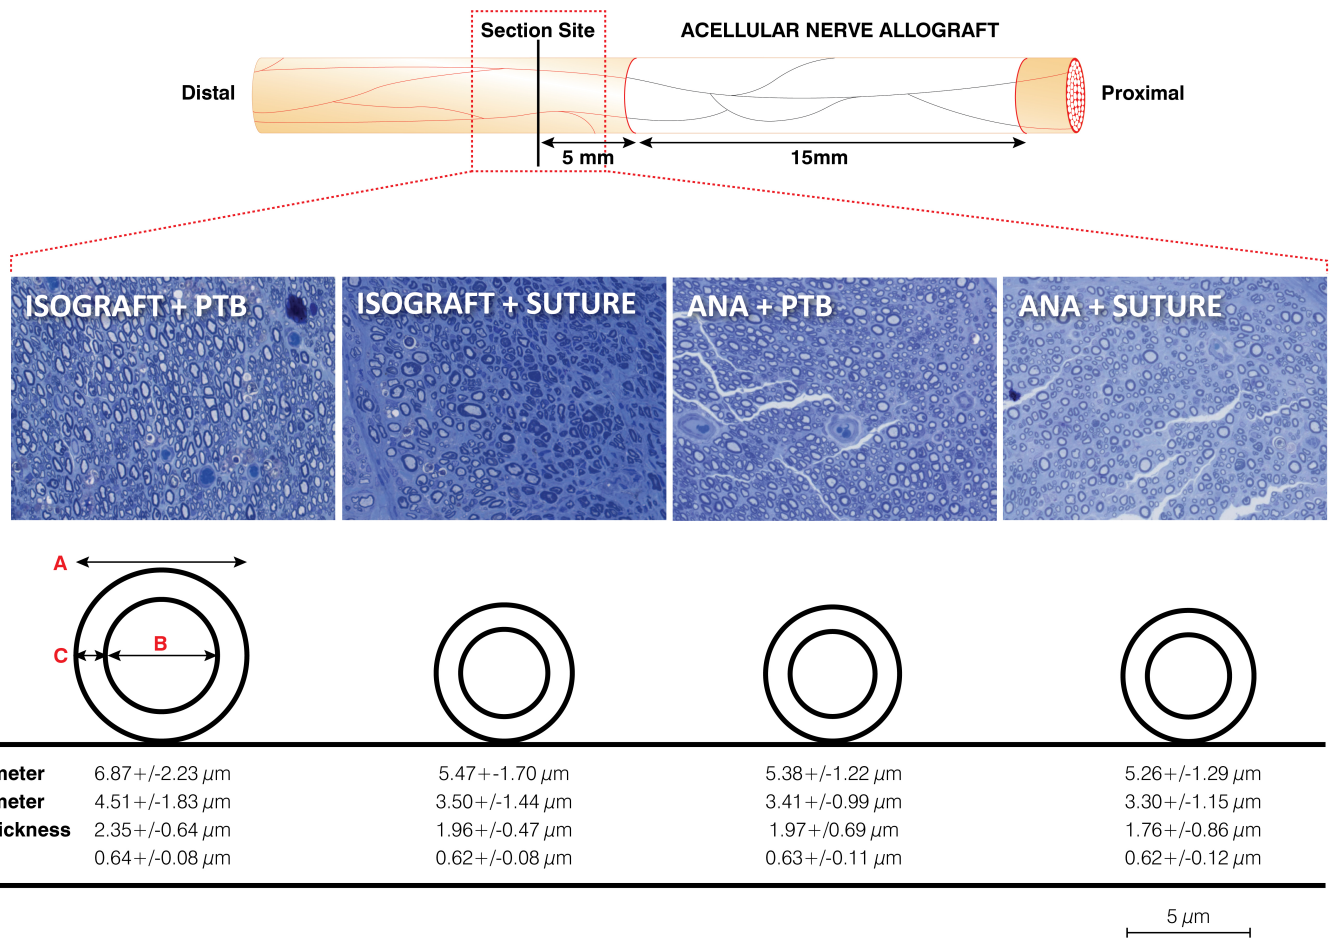 Section Site
ACELLULAR NERVE ALLOGRAFT
Distal
Proximal
5 mm
15mm
ISOGRAFT + PTB
ISOGRAFT + SUTURE
ANA + PTB
ANA + SUTURE
A
B
C
meter 6.87+/-2.23 µm 5.47+-1.70 µm 5.38+/-1.22 µm 5.26+/-1.29 µm
meter 4.51+/-1.83 µm 3.50+/-1.44 µm 3.41+/-0.99 µm 3.30+/-1.15 µm
ickness 2.35+/-0.64 µm 1.96+/-0.47 µm 1.97+/0.69 µm 1.76+/-0.86 µm
0.64+/-0.08 µm 0.62+/-0.08 µm 0.63+/-0.11 µm 0.62+/-0.12 µm
5 µm